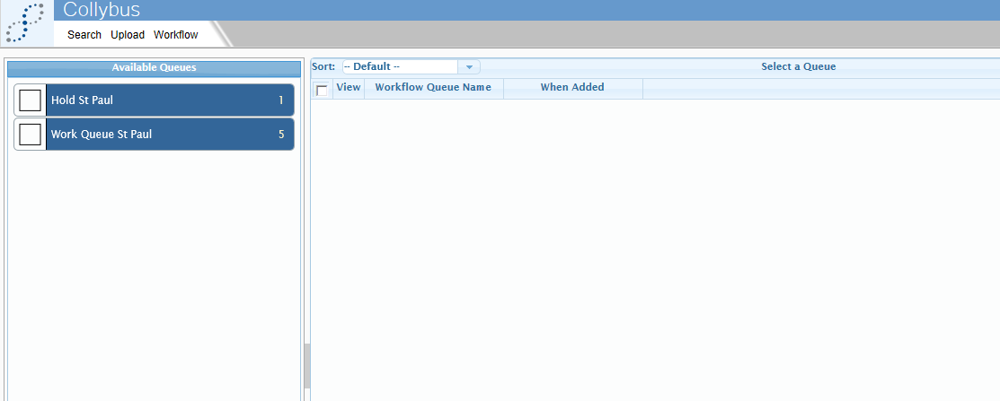 Collybus
Search Upload Workflow
Available Queues
Hold St Paul 1
Work Queue St Paul 5
Sort: -- Default -- Select a Queue
View Workflow Queue Name When Added